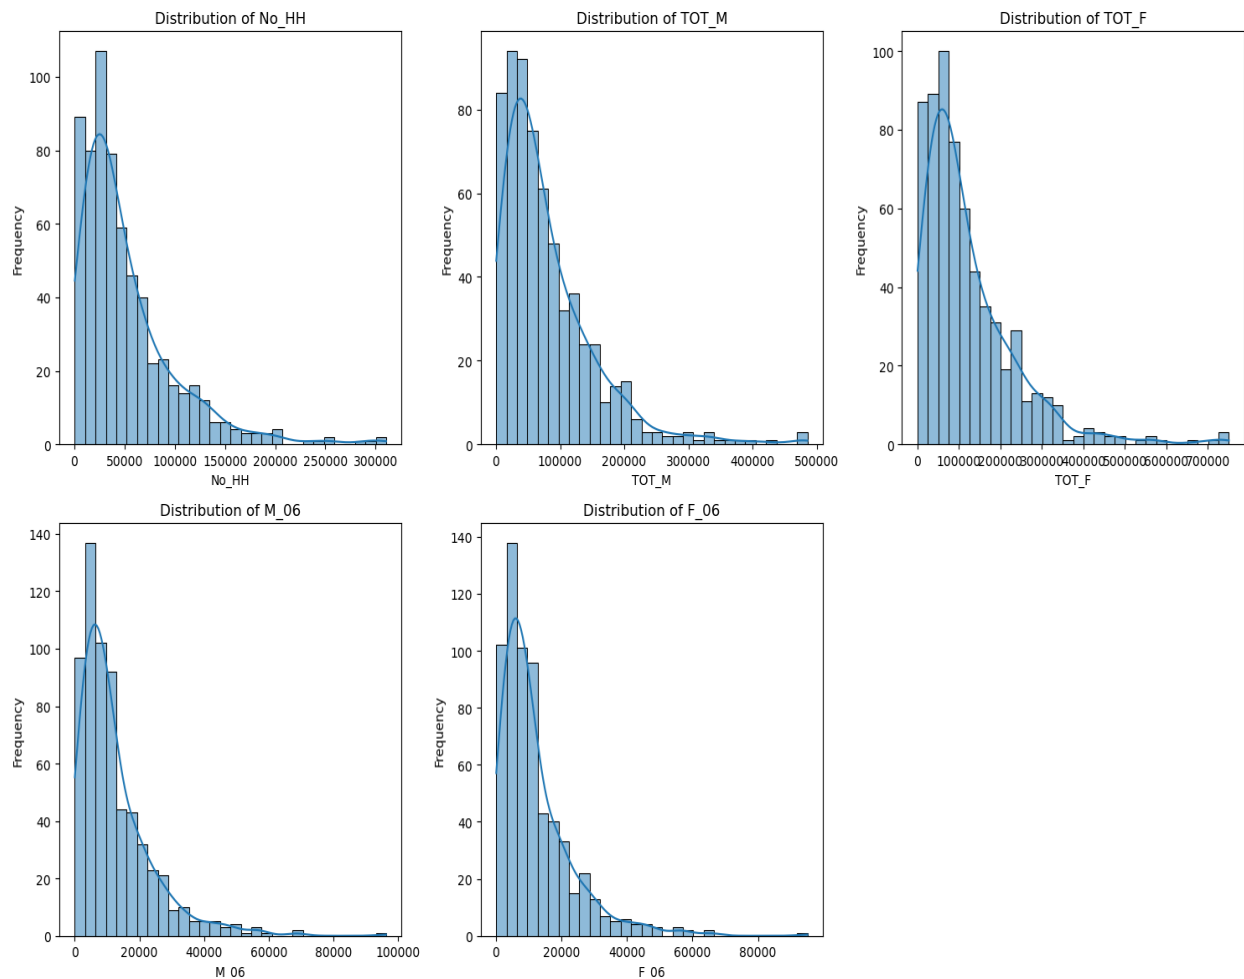 Distribution of No_HH
Frequency
100
80
60
40
20
0
0 50000 100000 150000 200000 250000 300000
No_HH
Distribution of TOT_M
Frequency
80
60
40
20
0
0 100000 200000 300000 400000 500000
TOT_M
Distribution of TOT_F
Frequency
100
80
60
40
20
0
0 100000 200000 300000 400000 500000 600000 700000
TOT_F
Distribution of M_06
Frequency
140
120
100
80
60
40
20
0
0 20000 40000 60000 80000 100000
M_06
Distribution of F_06
Frequency
140
120
100
80
60
40
20
0
0 20000 40000 60000 80000
F_06